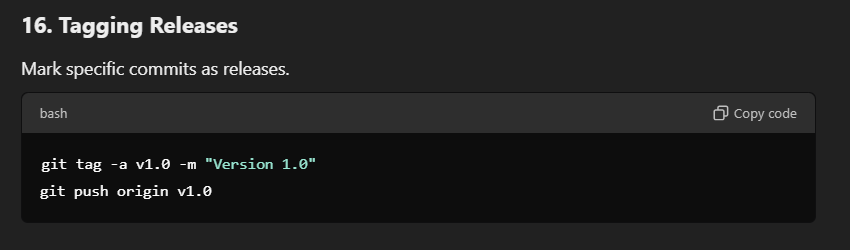 16. Tagging Releases
Mark specific commits as releases.
bash
Copy code
git tag -a v1.0 -m "Version 1.0"
git push origin v1.0